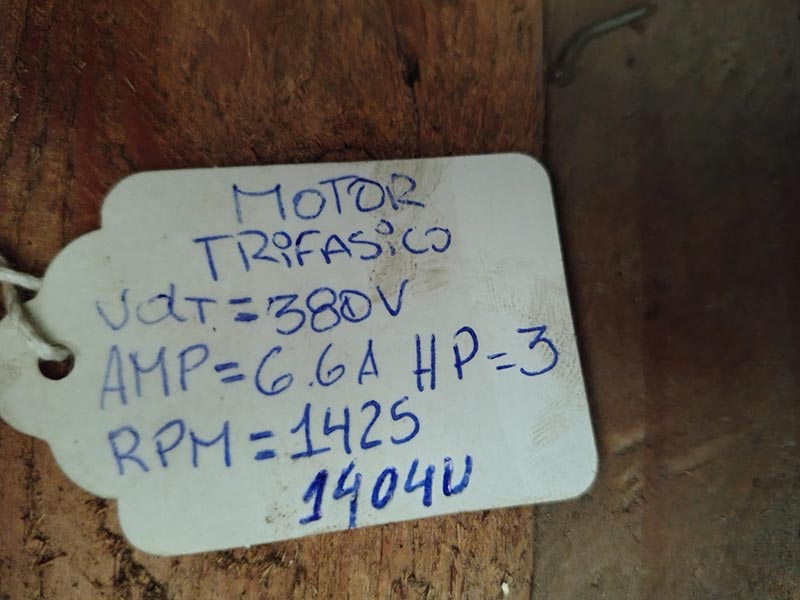 MOTOR
TRIFASICO
VOLT=380V
AMP=6.6A HP=3
RPM=1425
1404U